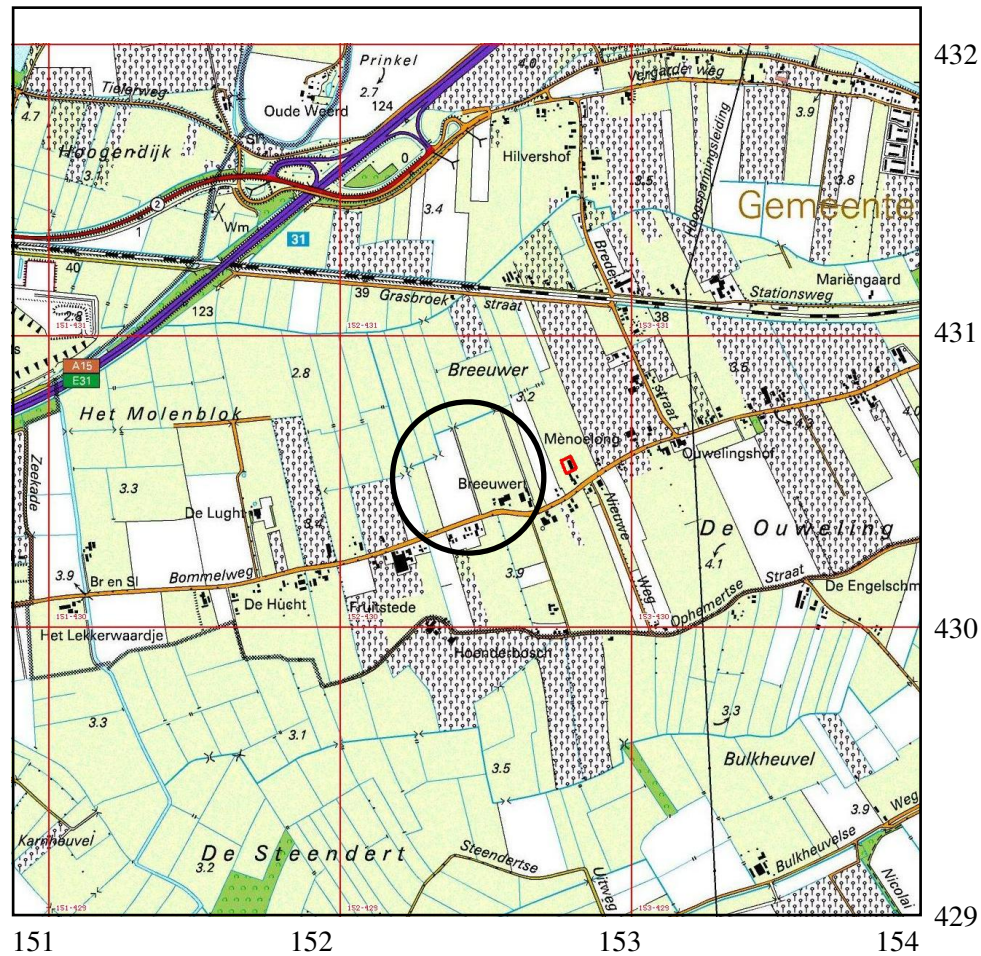 432
Prinkel
4.0
Vergarde weg
Tielerweg
2.7
124
Oude Weerd
4.7
3.9
Hoogendijk
Hoogspanningsleiding
Hilvershof
0
3.1
3.5
3.8
2
3.4
Gemeente
Wm
1
31
Bredel
40
Mariëngaard
39
Grasbroek straat
Stationsweg
123
38
2.8
151-431
152-431
153-431
431
A15
E31
2.8
Breeuwer
3.5
straat
3.2
Het Molenblok
4.3
4.0
Mènoelong
Ouwelingshof
Zeekade
3.3
Breeuwert
De Lught
3.4
Nieuwe
De Ouweling
4.1
3.9
Br en Sl
Bommelweg
3.9
Straat
De Engelschm
De Hucht
Fruitstede
Weg
Ophemertse
151-430
152-430
153-430
430
Het Lekkerwaardje
Hoenderbosch
3.3
3.3
3.1
Bulkheuvel
3.5
3.9
Weg
Karnheuvel
De Steendert
3.2
Steendertse
Bulkheuvelse
Uitweg
Nicolai
151-429
152-429
153-429
429
151
152
153
154